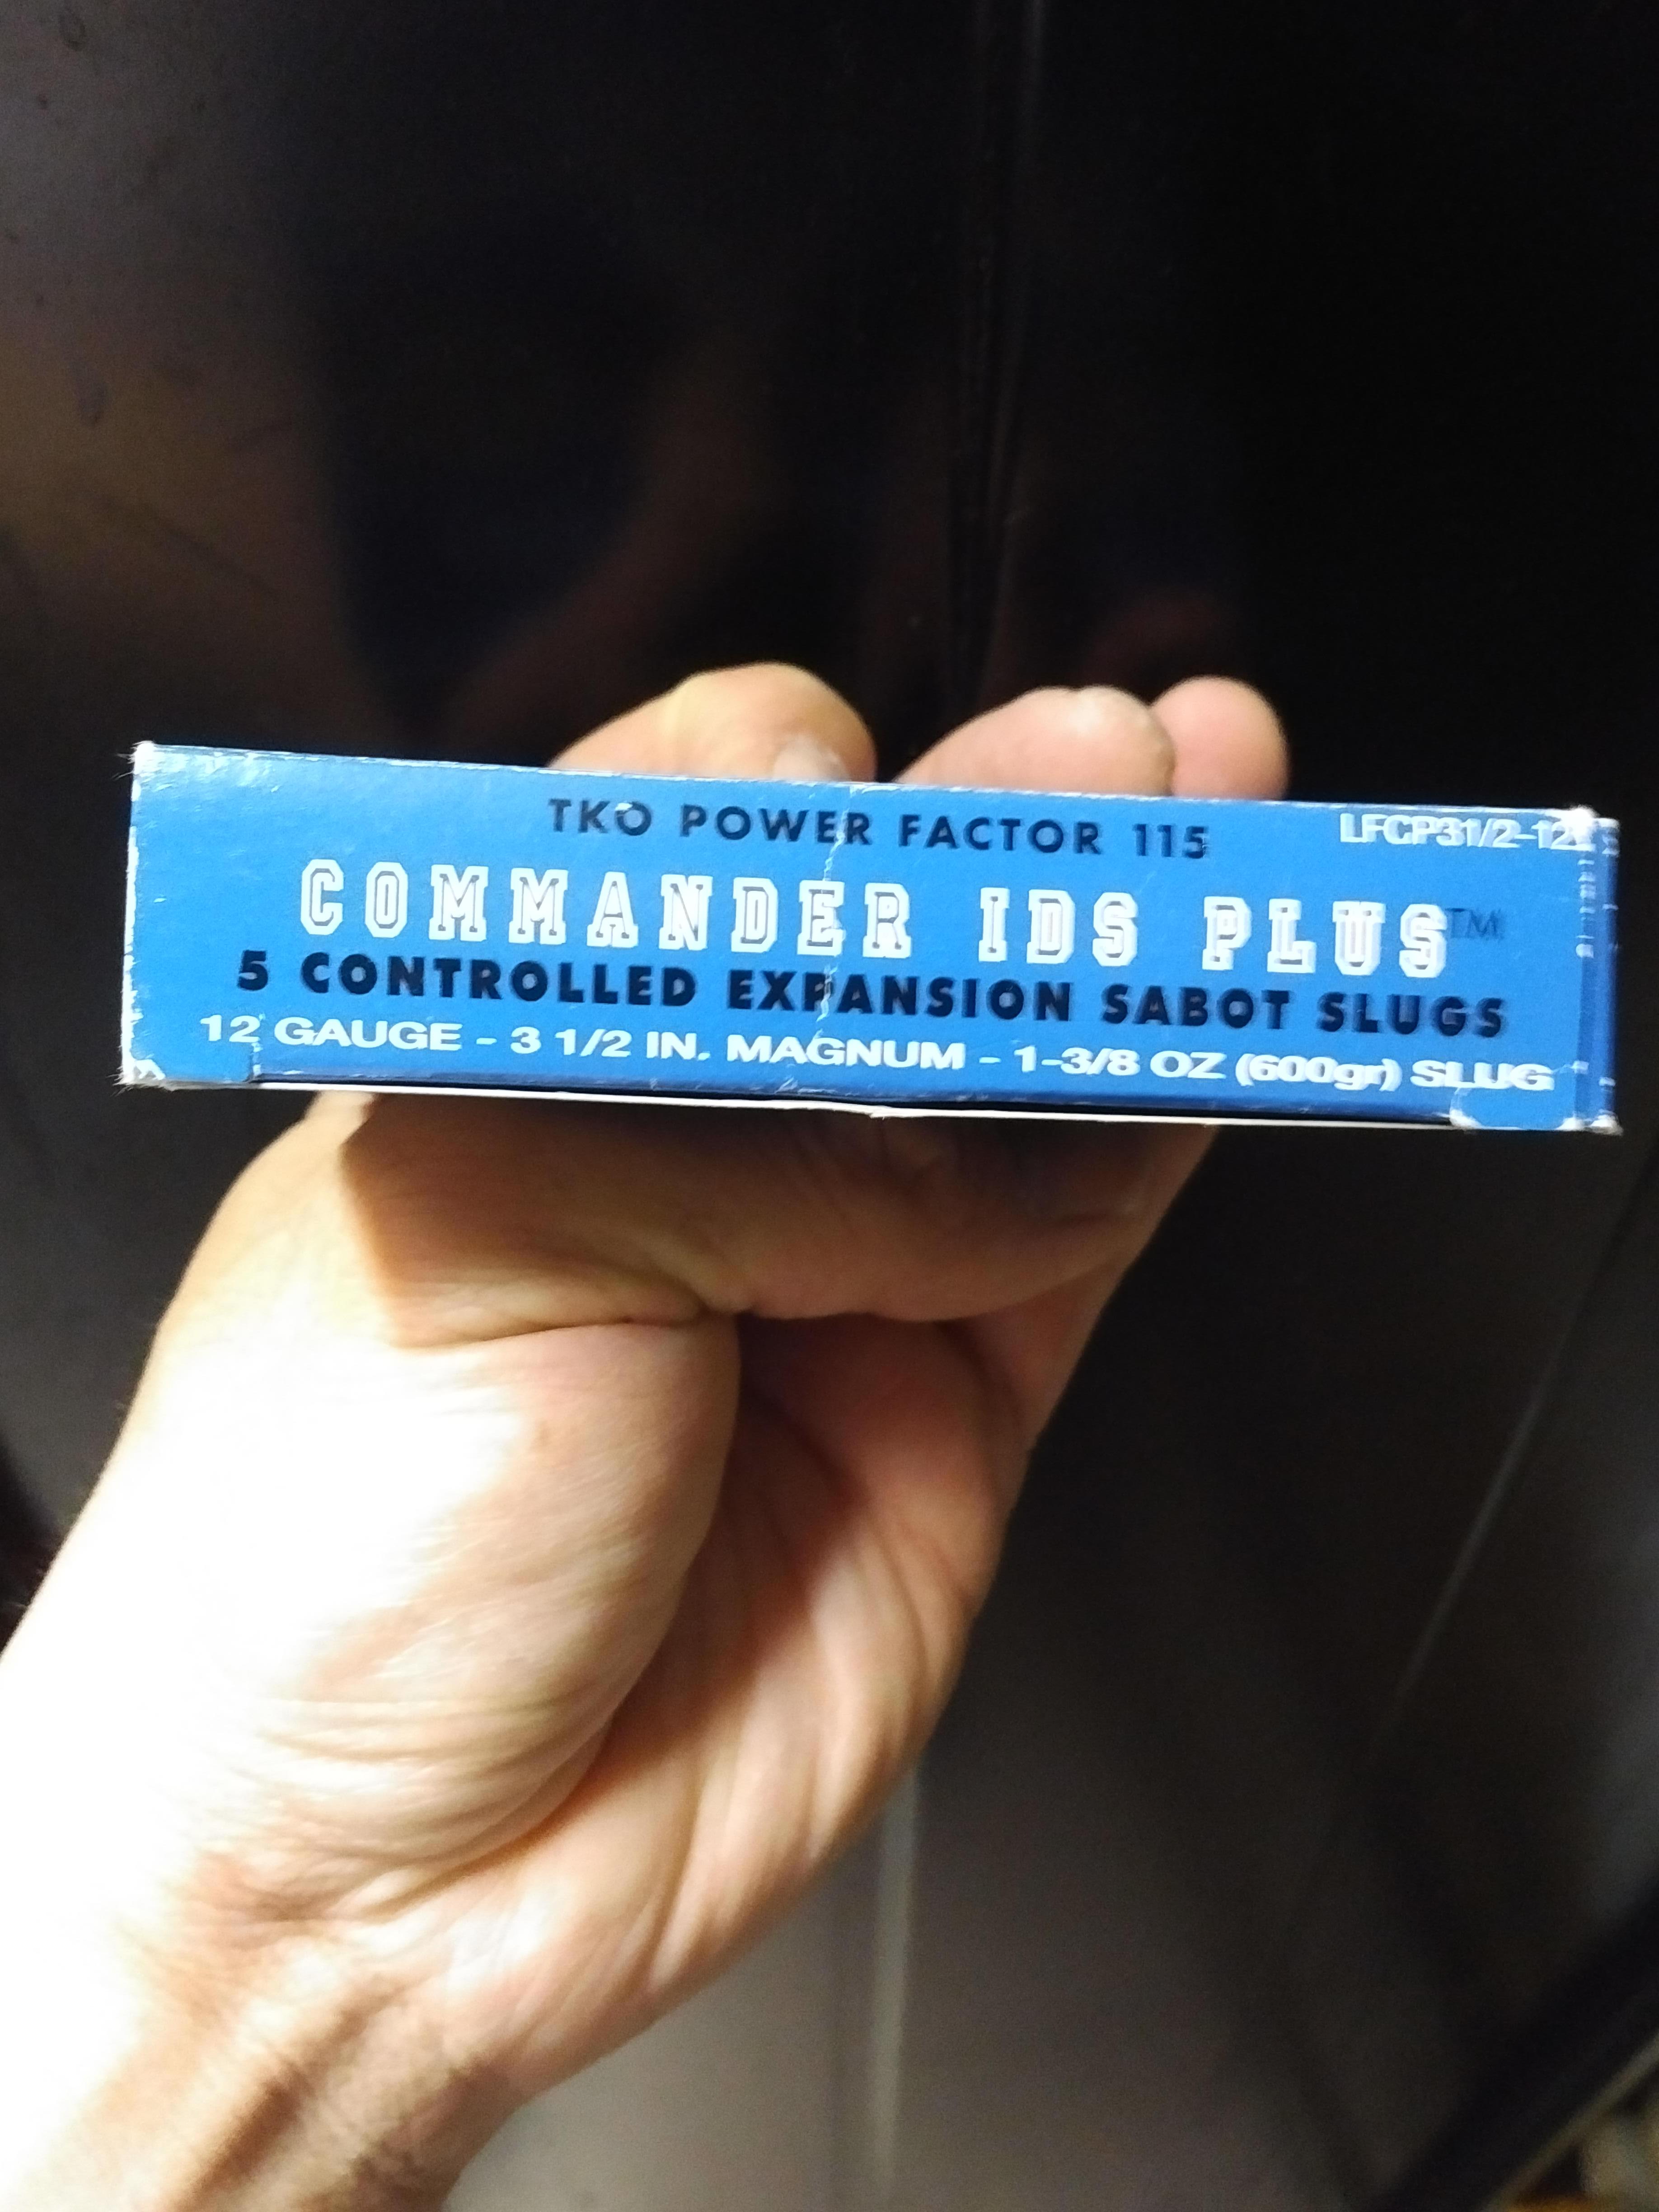 TKO POWER FACTOR 115
LFCP31/2-12
COMMANDER IDS PLUS™
5 CONTROLLED EXPANSION SABOT SLUGS
12 GAUGE - 3 1/2 IN. MAGNUM - 1-3/8 OZ (600gr) SLUG